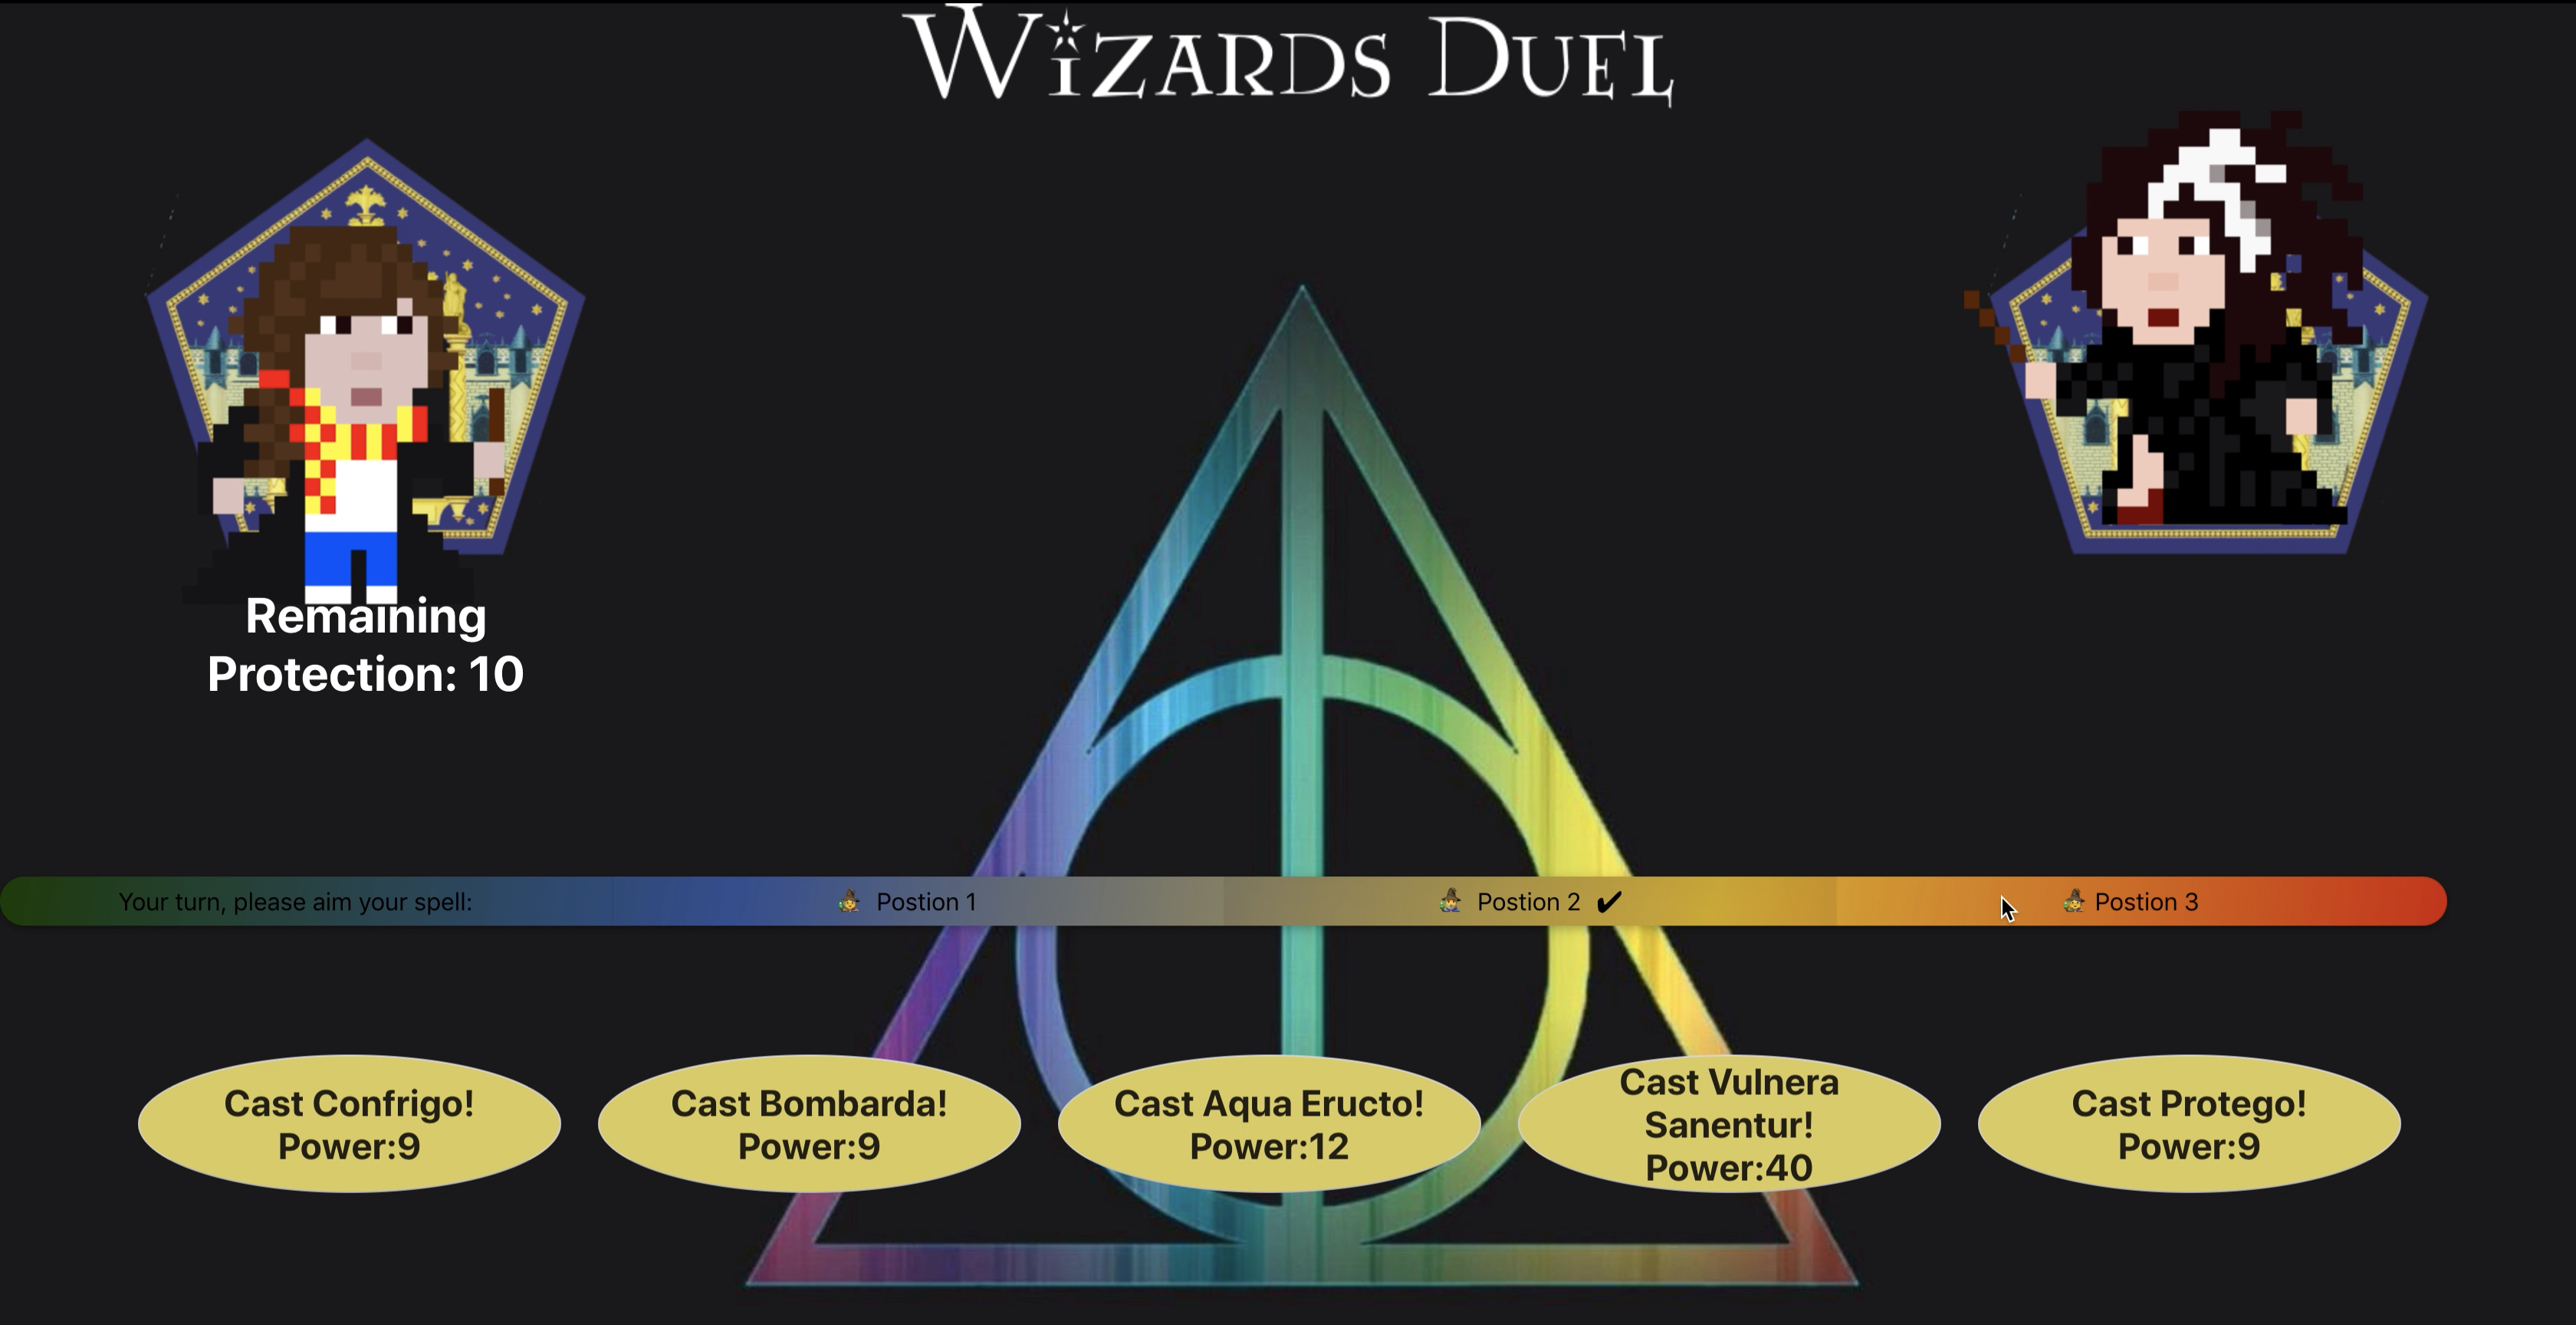 Wizards Duel
Remaining
Protection: 10
Your turn, please aim your spell:
Postion 1
Postion 2 ✔
Postion 3
Cast Confrigo!
Power:9
Cast Bombarda!
Power:9
Cast Aqua Eructo!
Power:12
Cast Vulnera
Sanentur!
Power:40
Cast Protego!
Power:9